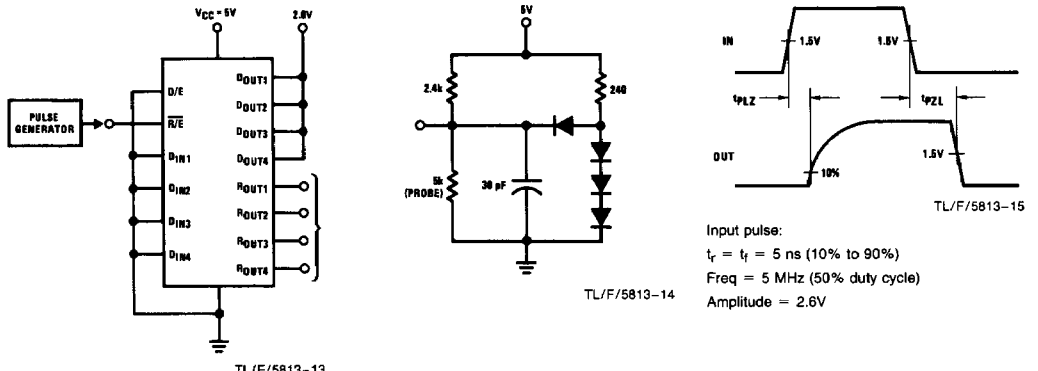 VCC = 5V
2.6V
PULSE
GENERATOR
D/E
R/E
DIN1
DIN2
DIN3
DIN4
DOUT1
DOUT2
DOUT3
DOUT4
ROUT1
ROUT2
ROUT3
ROUT4
TL/F/5813-13
5V
2.4k
240
5k
(PROBE)
30 pF
TL/F/5813-14
IN
1.5V
1.5V
tPLZ
tPZL
OUT
10%
1.5V
TL/F/5813-15
Input pulse:
tr = tf = 5 ns (10% to 90%)
Freq = 5 MHz (50% duty cycle)
Amplitude = 2.6V